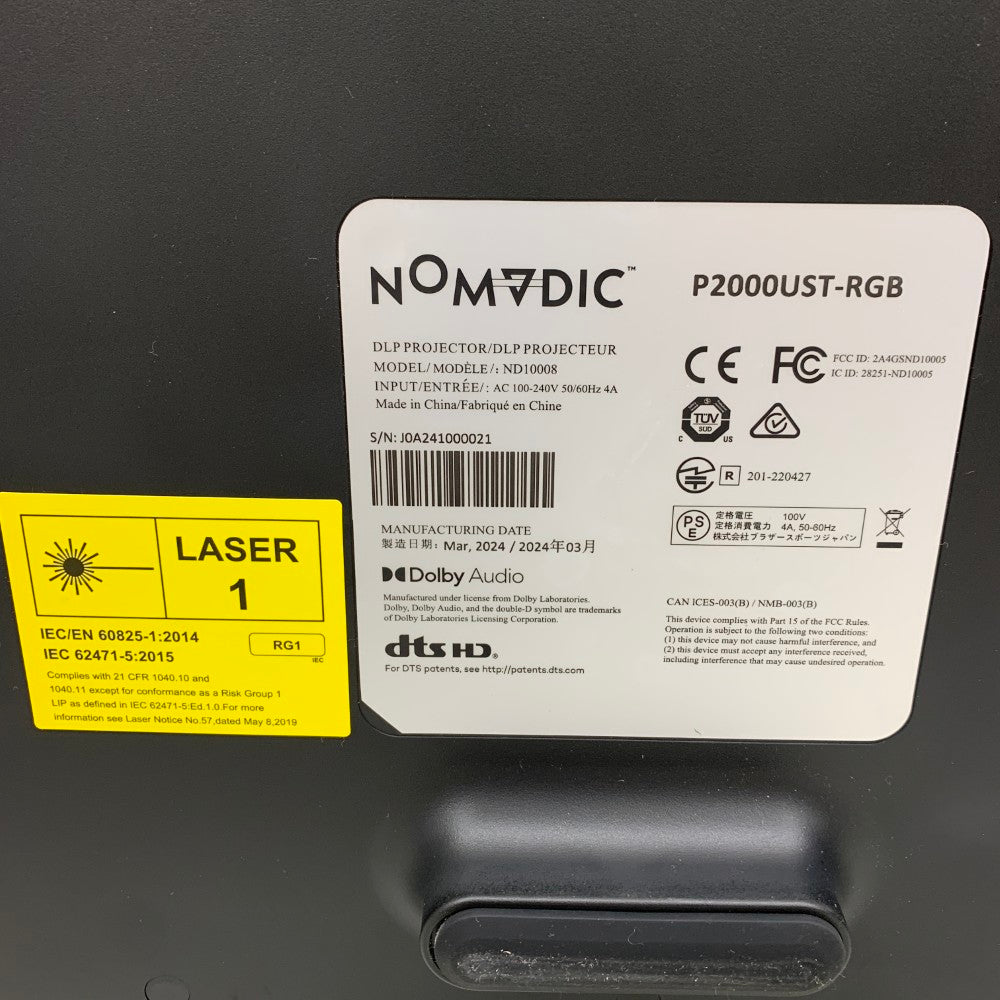 NOMADIC™
P2000UST-RGB
DLP PROJECTOR/DLP PROJECTEUR
MODEL/MODÈLE/: ND10008
INPUT/ENTRÉE/: AC 100-240V 50/60Hz 4A
Made in China/Fabriqué en Chine
S/N: J0A241000021
MANUFACTURING DATE
製造日期: Mar, 2024 / 2024年03月
Dolby Audio
Manufactured under license from Dolby Laboratories.
Dolby, Dolby Audio, and the double-D symbol are trademarks
of Dolby Laboratories Licensing Corporation.
dts HD®
For DTS patents, see http://patents.dts.com
CE FC
FCC ID: 2A4GSND10005
IC ID: 28251-ND10005
TÜV
SÜD
C US
R 201-220427
PS
E
定格電圧 100V
定格消費電力 4A, 50-60Hz
株式会社ブラザースポーツジャパン
CAN ICES-003(B) / NMB-003(B)
This device complies with Part 15 of the FCC Rules.
Operation is subject to the following two conditions:
(1) this device may not cause harmful interference, and
(2) this device must accept any interference received,
including interference that may cause undesired operation.
LASER
1
IEC/EN 60825-1:2014
IEC 62471-5:2015
RG1
IEC
Complies with 21 CFR 1040.10 and
1040.11 except for conformance as a Risk Group 1
LIP as defined in IEC 62471-5:Ed.1.0.For more
information see Laser Notice No.57,dated May 8,2019